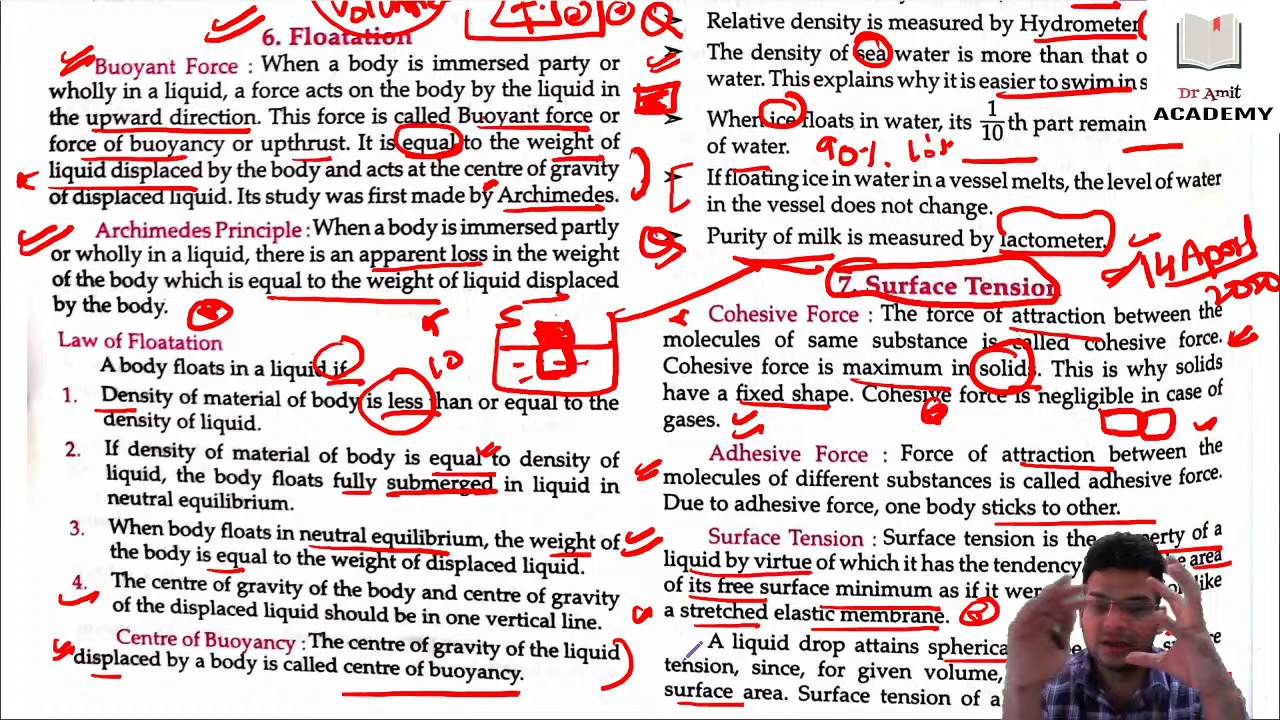 volume
6. Floatation
Buoyant Force : When a body is immersed party or
wholly in a liquid, a force acts on the body by the liquid in
the upward direction. This force is called Buoyant force or
force of buoyancy or upthrust. It is equal to the weight of
liquid displaced by the body and acts at the centre of gravity
of displaced liquid. Its study was first made by Archimedes.
Archimedes Principle : When a body is immersed partly
or wholly in a liquid, there is an apparent loss in the weight
of the body which is equal to the weight of liquid displaced
by the body.
Law of Floatation
A body floats in a liquid if
1. Density of material of body is less than or equal to the
density of liquid.
2. If density of material of body is equal to density of
liquid, the body floats fully submerged in liquid in
neutral equilibrium.
3. When body floats in neutral equilibrium, the weight of
the body is equal to the weight of displaced liquid.
4. The centre of gravity of the body and centre of gravity
of the displaced liquid should be in one vertical line.
Centre of Buoyancy : The centre of gravity of the liquid
displaced by a body is called centre of buoyancy.
Relative density is measured by Hydrometer
The density of sea water is more than that o
water. This explains why it is easier to swim in s
When ice floats in water, its 1/10 th part remain
of water.
90%
If floating ice in water in a vessel melts, the level of water
in the vessel does not change.
Purity of milk is measured by lactometer.
14 April
2020
7. Surface Tension
Cohesive Force : The force of attraction between the
molecules of same substance is called cohesive force.
Cohesive force is maximum in solids. This is why solids
have a fixed shape. Cohesive force is negligible in case of
gases.
Adhesive Force : Force of attraction between the
molecules of different substances is called adhesive force.
Due to adhesive force, one body sticks to other.
Surface Tension : Surface tension is the property of a
liquid by virtue of which it has the tendency area
of its free surface minimum as if it wer like
a stretched elastic membrane.
A liquid drop attains spherica
tension, since, for given volume,
surface area. Surface tension of a
Dr Amit
ACADEMY
10